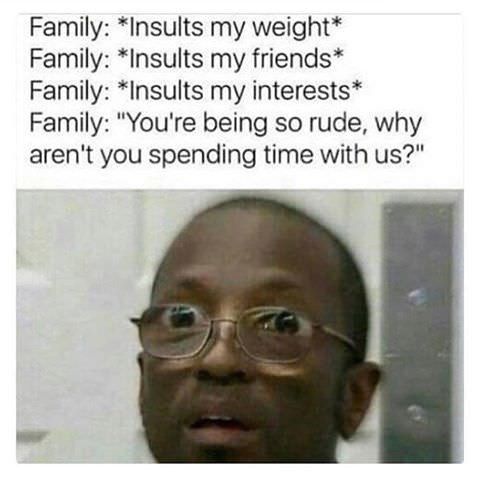 Family: *Insults my weight*
Family: *Insults my friends*
Family: *Insults my interests*
Family: "You're being so rude, why
aren't you spending time with us?"